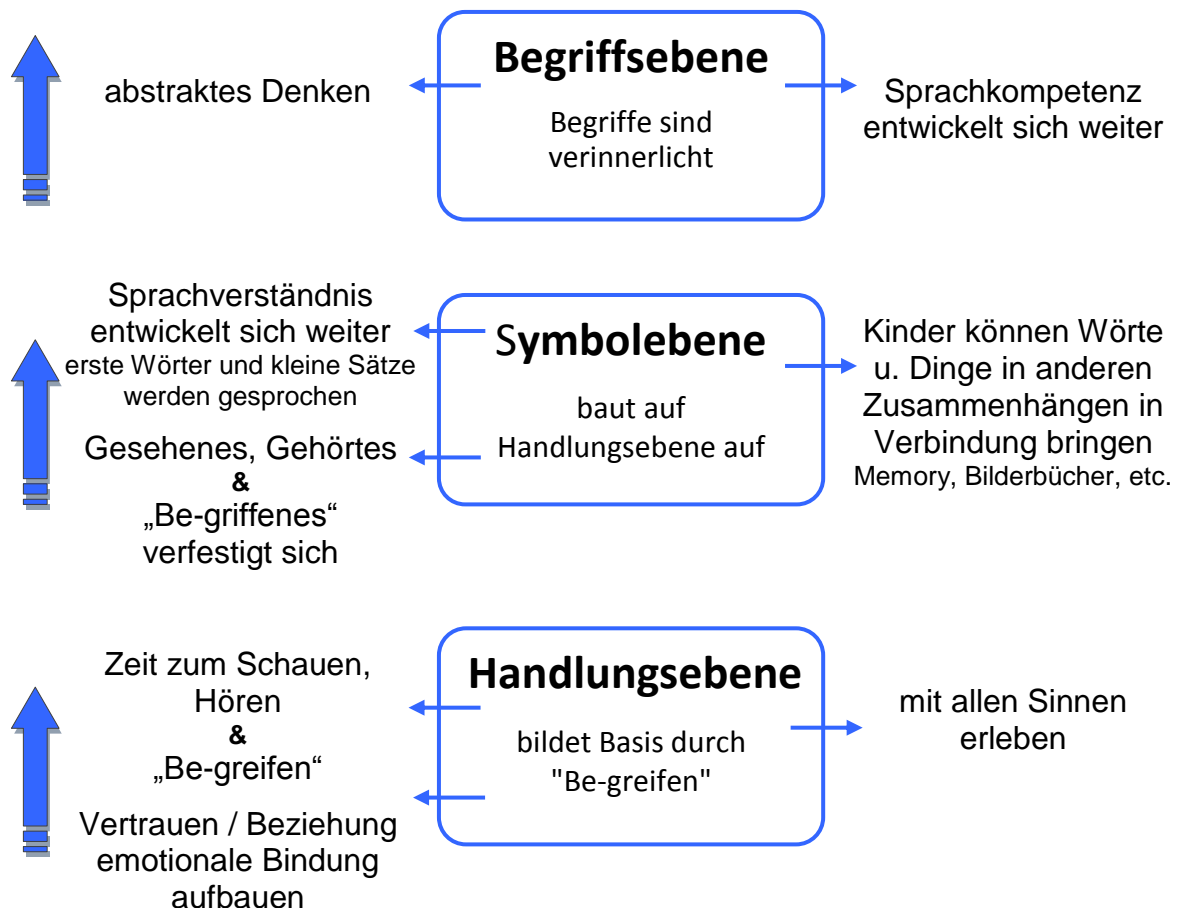 Begriffsebene
abstraktes Denken
Begriffe sind
verinnerlicht
Sprachkompetenz
entwickelt sich weiter
Sprachverständnis
entwickelt sich weiter
erste Wörter und kleine Sätze
werden gesprochen
Gesehenes, Gehörtes
&
„Be-griffenes“
verfestigt sich
Symbolebene
baut auf
Handlungsebene auf
Kinder können Wörte
u. Dinge in anderen
Zusammenhängen in
Verbindung bringen
Memory, Bilderbücher, etc.
Zeit zum Schauen,
Hören
&
„Be-greifen“
Vertrauen / Beziehung
emotionale Bindung
aufbauen
Handlungsebene
bildet Basis durch
"Be-greifen"
mit allen Sinnen
erleben